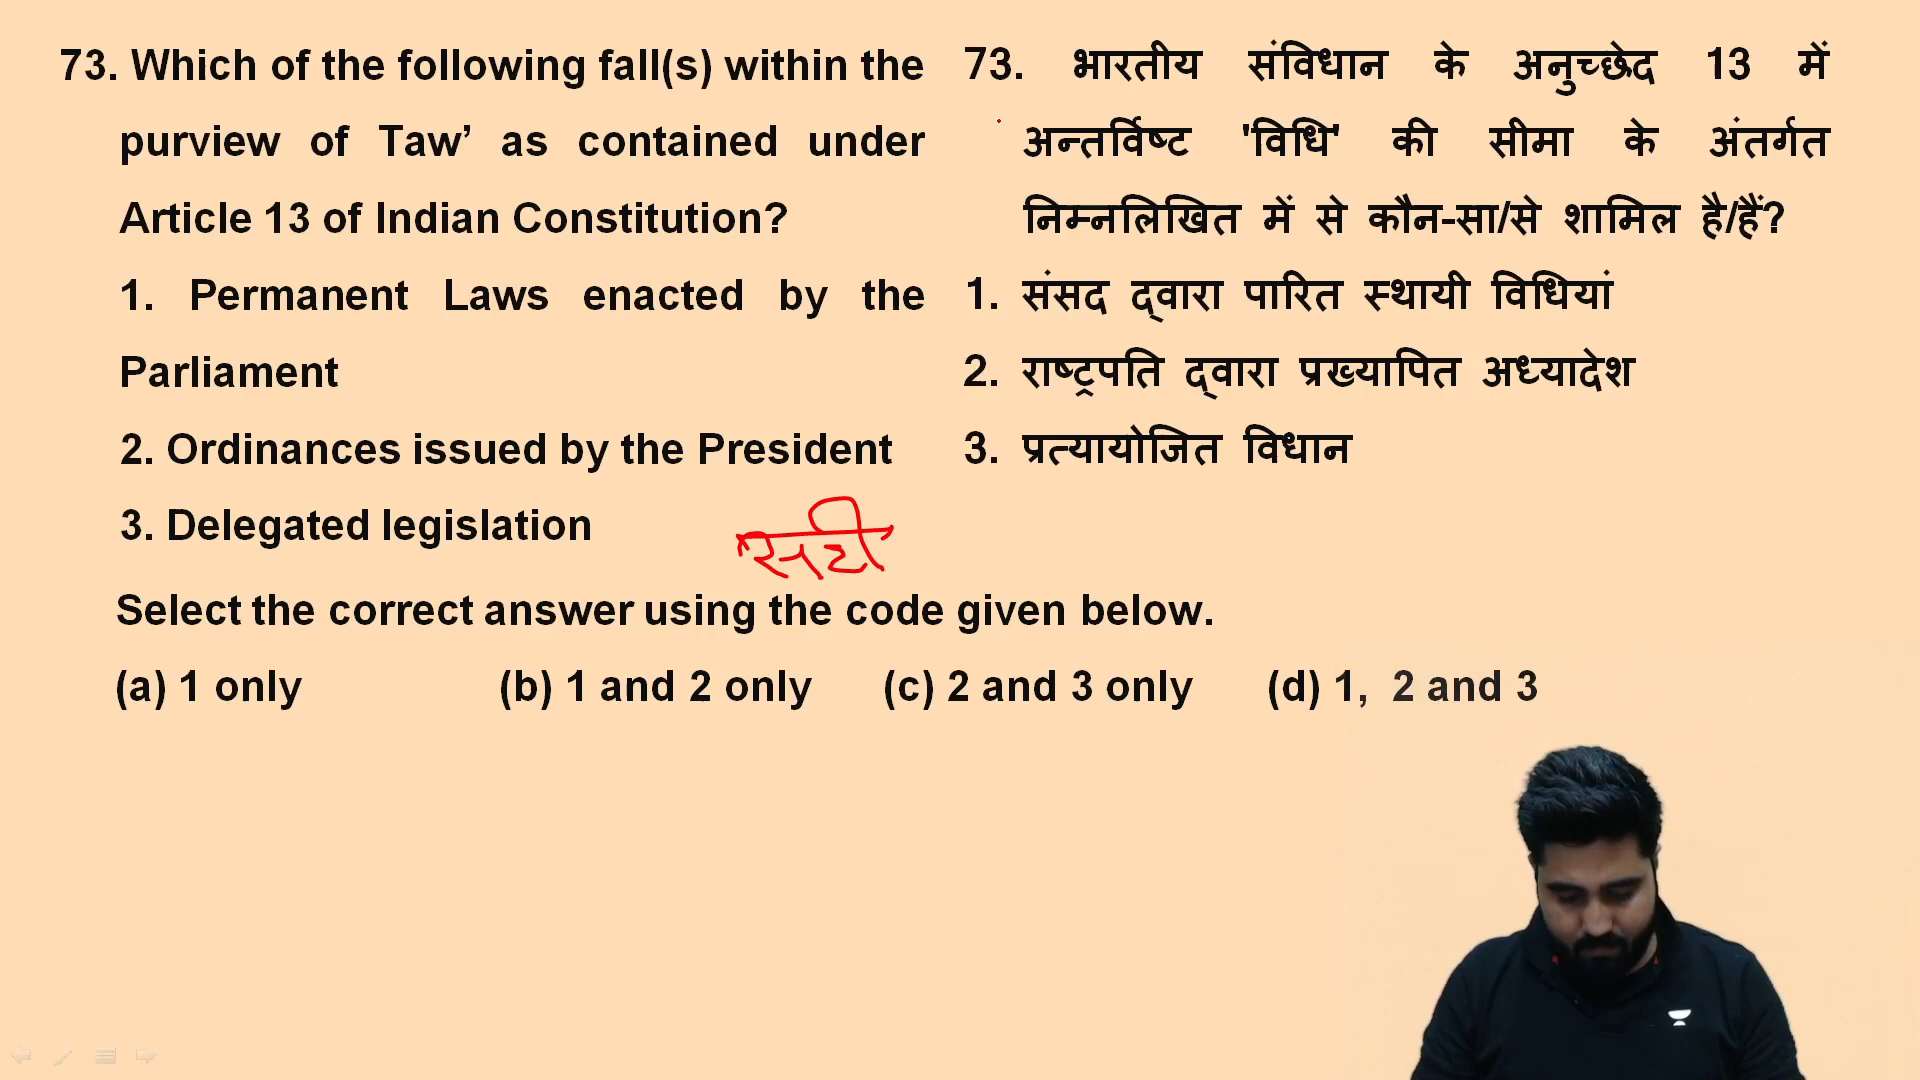 73. Which of the following fall(s) within the
purview of Taw’ as contained under
Article 13 of Indian Constitution?
1. Permanent Laws enacted by the
Parliament
2. Ordinances issued by the President
3. Delegated legislation
73. भारतीय संविधान के अनुच्छेद 13 में
अन्तर्विष्ट 'विधि' की सीमा के अंतर्गत
निम्नलिखित में से कौन-सा/से शामिल है/हैं?
1. संसद द्वारा पारित स्थायी विधियां
2. राष्ट्रपति द्वारा प्रख्यापित अध्यादेश
3. प्रत्यायोजित विधान
Select the correct answer using the code given below.
(a) 1 only (b) 1 and 2 only (c) 2 and 3 only (d) 1, 2 and 3